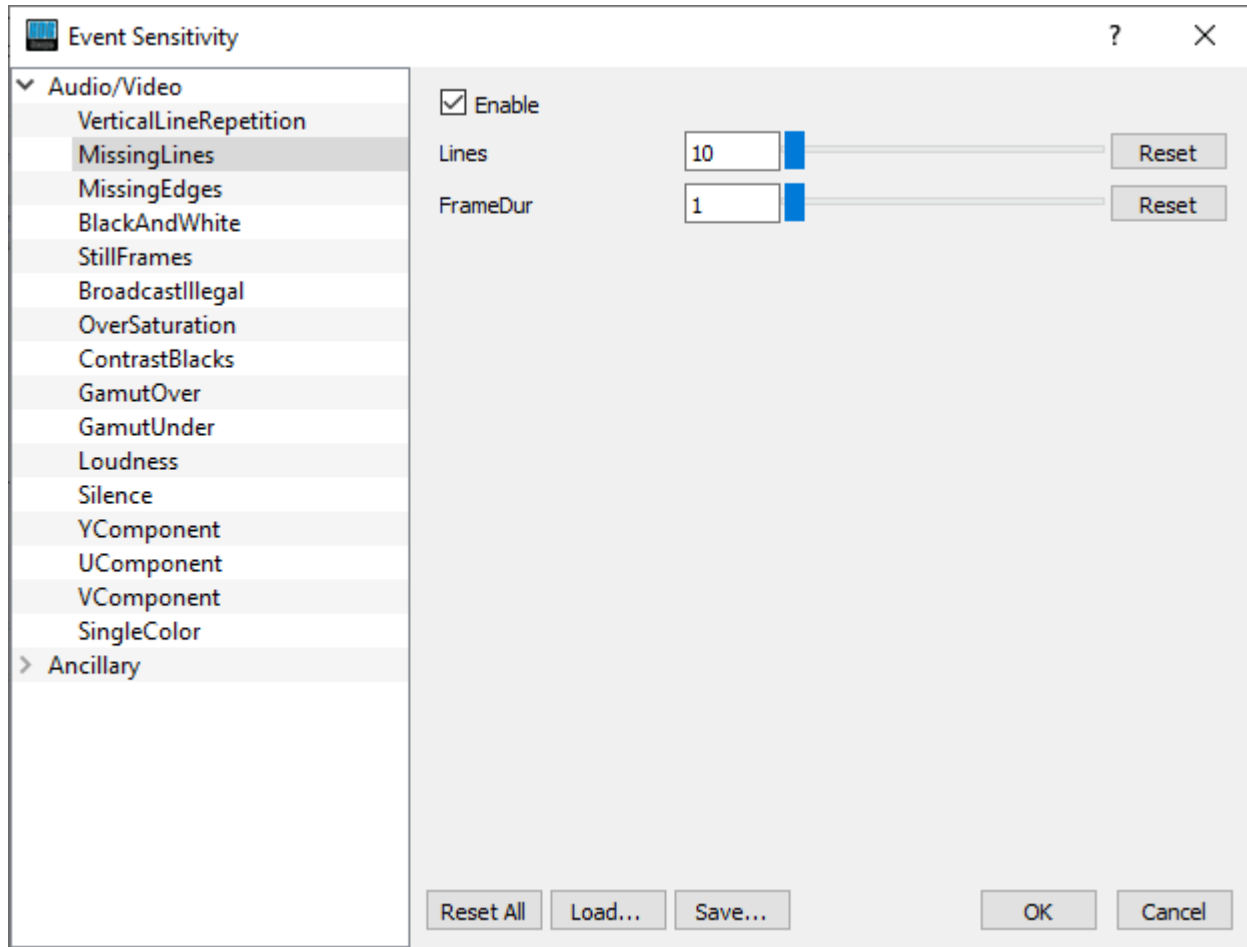 Event Sensitivity
?
Audio/Video
VerticalLineRepetition
MissingLines
MissingEdges
BlackAndWhite
StillFrames
BroadcastIllegal
OverSaturation
ContrastBlacks
GamutOver
GamutUnder
Loudness
Silence
YComponent
UComponent
VComponent
SingleColor
Ancillary
Enable
Lines 10 Reset
FrameDur 1 Reset
Reset All Load... Save... OK Cancel